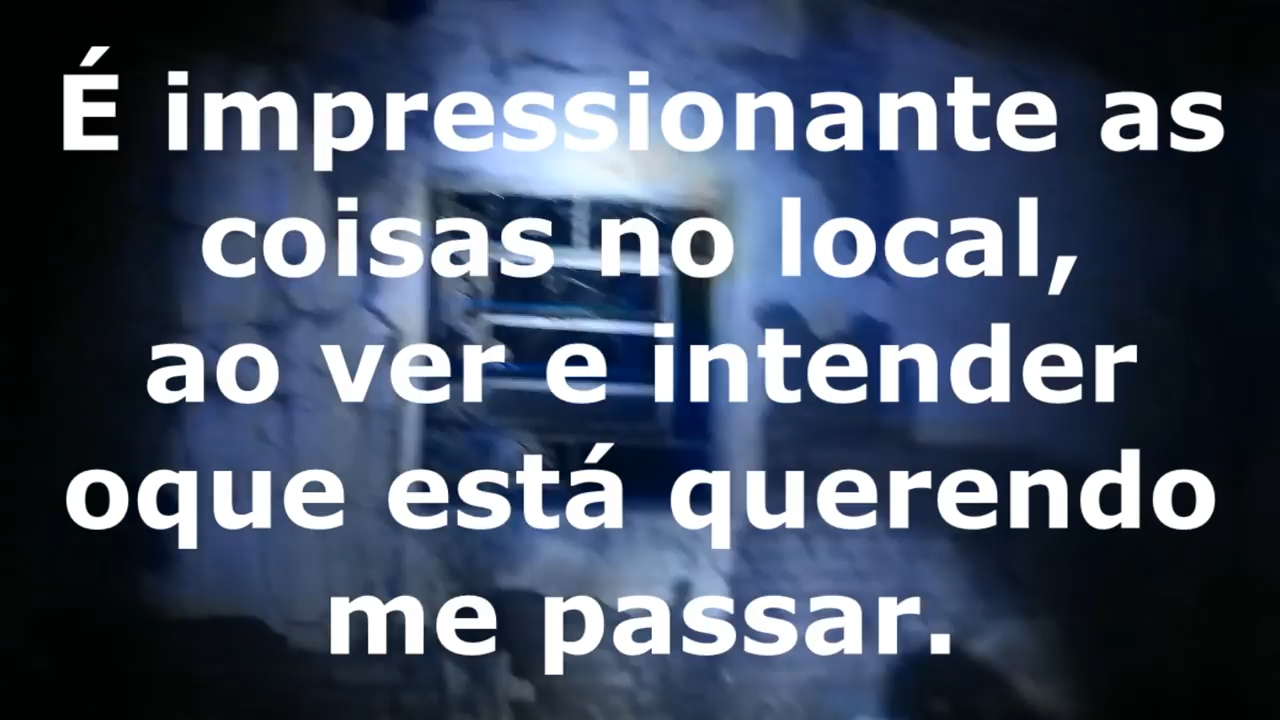 É impressionante as
coisas no local,
ao ver e intender
oque está querendo
me passar.